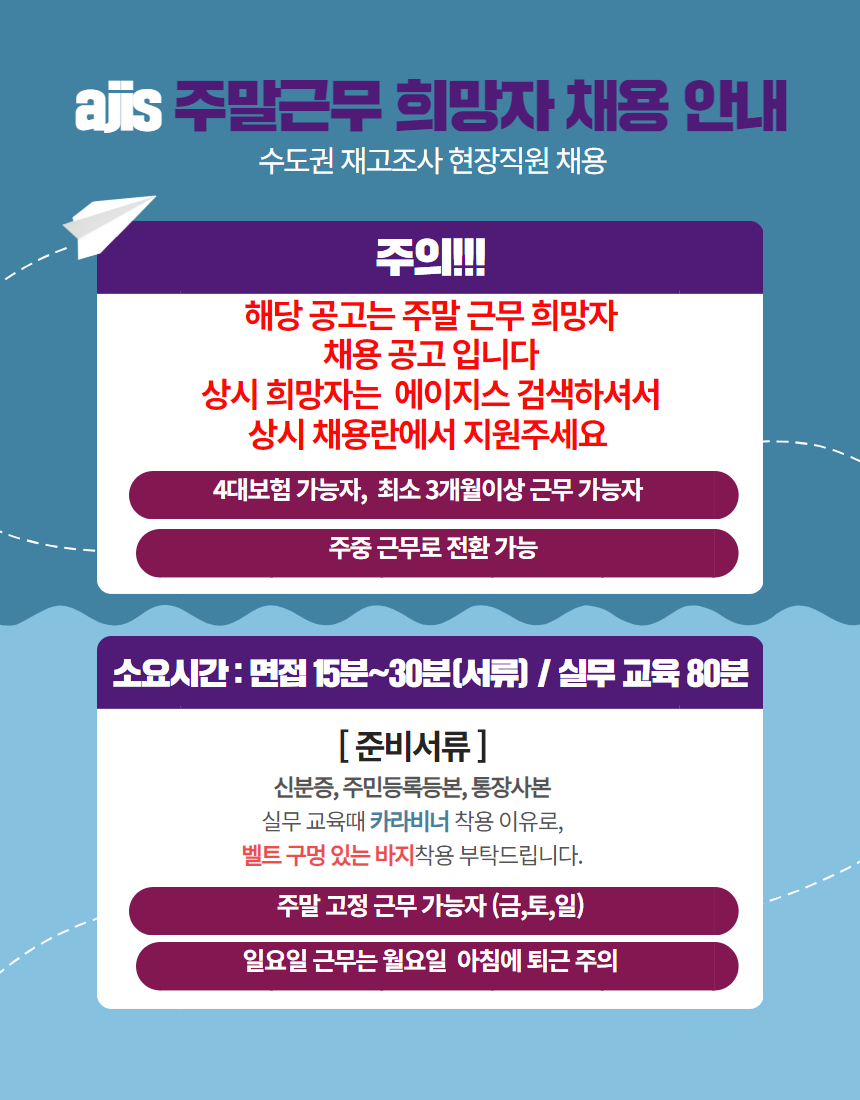 ajis 주말근무 희망자 채용 안내
수도권 재고조사 현장직원 채용
주의!!!
해당 공고는 주말 근무 희망자
채용 공고 입니다
상시 희망자는 에이지스 검색하셔서
상시 채용란에서 지원주세요
4대보험 가능자, 최소 3개월이상 근무 가능자
주중 근무로 전환 가능
소요시간 : 면접 15분~30분(서류) / 실무 교육 80분
[ 준비서류 ]
신분증, 주민등록등본, 통장사본
실무 교육때 카라비너 착용 이유로,
벨트 구멍 있는 바지착용 부탁드립니다.
주말 고정 근무 가능자 (금,토,일)
일요일 근무는 월요일 아침에 퇴근 주의